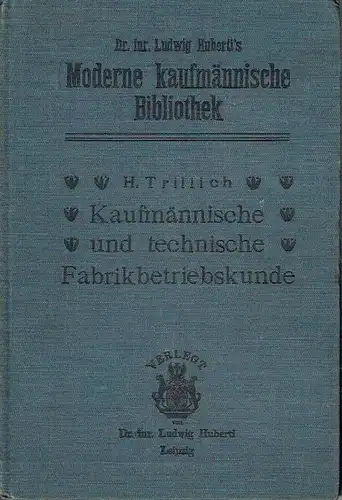 Dr. jur. Ludwig Huberti's
Moderne kaufmännische
Bibliothek
H. Trillich
Kaufmännische
und technische
Fabrikbetriebskunde
VERLEGT
von
Dr. jur. Ludwig Huberti
Leipzig